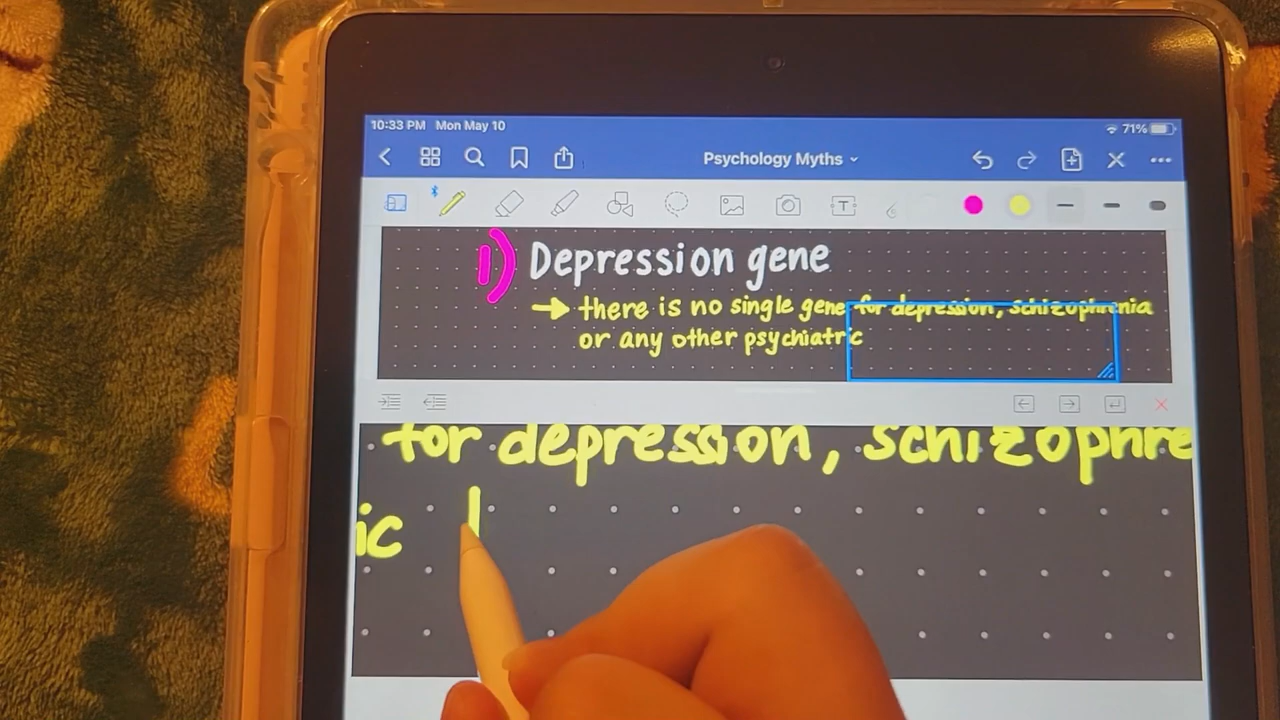 10:33 PM Mon May 10
71%
Psychology Myths
T
1) Depression gene
→ there is no single gene for depression, schizophrenia
or any other psychiatric
for depression, schizophre
ic